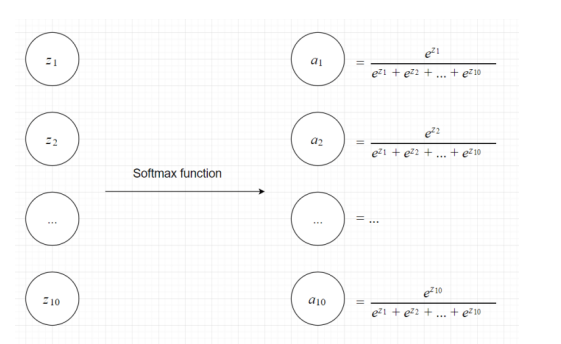 z₁ a₁ = e^{z₁} / (e^{z₁} + e^{z₂} + ... + e^{z₁₀})
z₂ a₂ = e^{z₂} / (e^{z₁} + e^{z₂} + ... + e^{z₁₀})
Softmax function
... ... = ...
z₁₀ a₁₀ = e^{z₁₀} / (e^{z₁} + e^{z₂} + ... + e^{z₁₀})